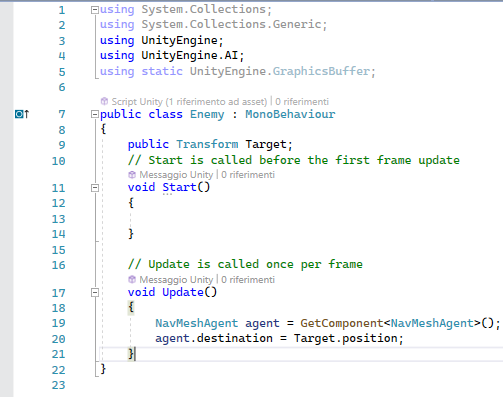 1 using System.Collections;
2 using System.Collections.Generic;
3 using UnityEngine;
4 using UnityEngine.AI;
5 using static UnityEngine.GraphicsBuffer;
6
Script Unity (1 riferimento ad asset) | 0 riferimenti
7 public class Enemy : MonoBehaviour
8 {
9 public Transform Target;
10 // Start is called before the first frame update
Messaggio Unity | 0 riferimenti
11 void Start()
12 {
13
14 }
15
16 // Update is called once per frame
Messaggio Unity | 0 riferimenti
17 void Update()
18 {
19 NavMeshAgent agent = GetComponent<NavMeshAgent>();
20 agent.destination = Target.position;
21 }
22 }
23